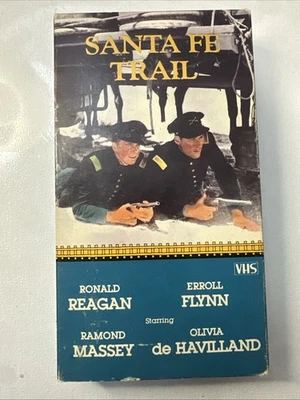 SANTA FE
TRAIL
VHS
RONALD
REAGAN
ERROLL
FLYNN
Starring
RAMOND
MASSEY
OLIVIA
de HAVILLAND